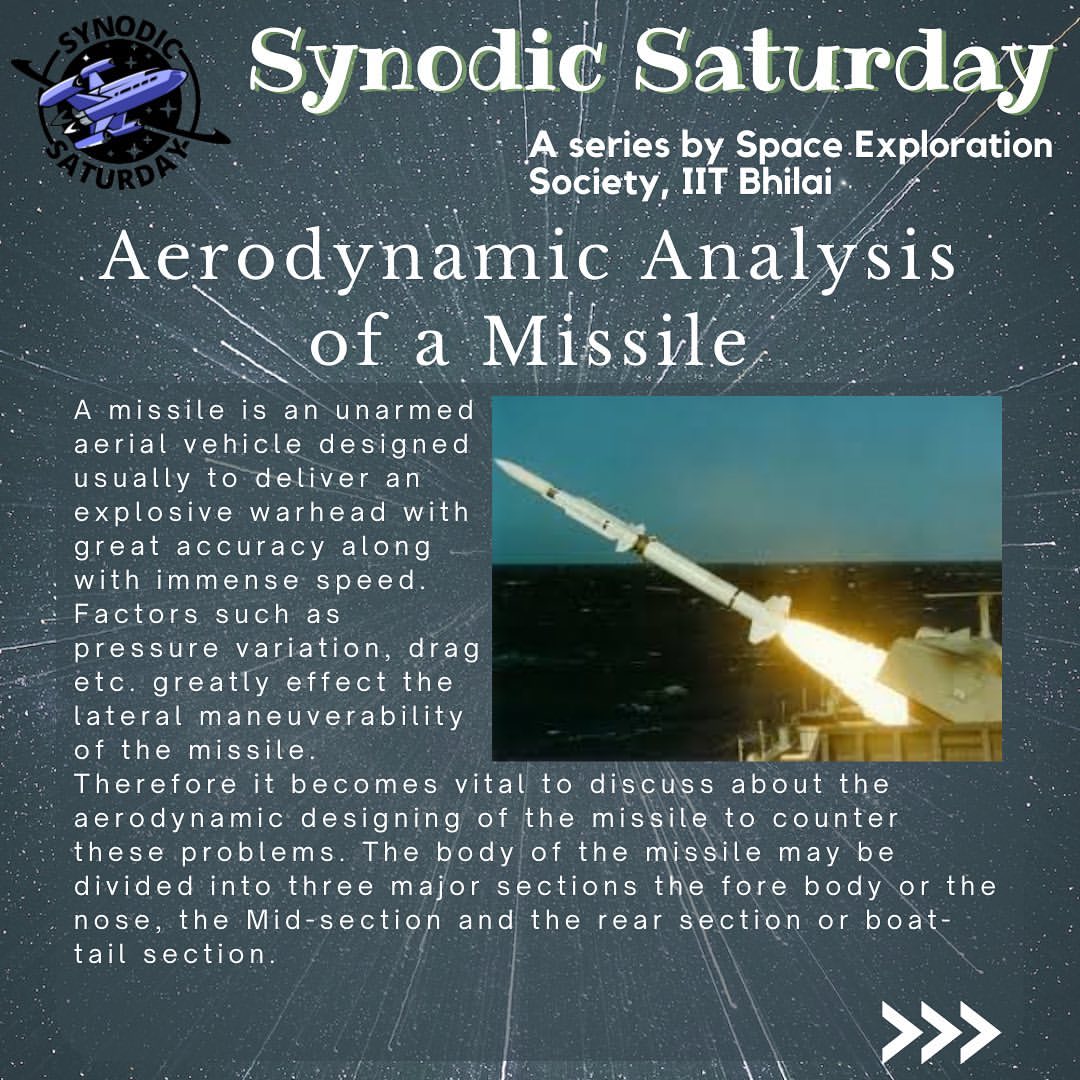 SYNODIC
SATURDAY
Synodic Saturday
A series by Space Exploration
Society, IIT Bhilai
Aerodynamic Analysis
of a Missile
A missile is an unarmed
aerial vehicle designed
usually to deliver an
explosive warhead with
great accuracy along
with immense speed.
Factors such as
pressure variation, drag
etc. greatly effect the
lateral maneuverability
of the missile.
Therefore it becomes vital to discuss about the
aerodynamic designing of the missile to counter
these problems. The body of the missile may be
divided into three major sections the fore body or the
nose, the Mid-section and the rear section or boat-
tail section.